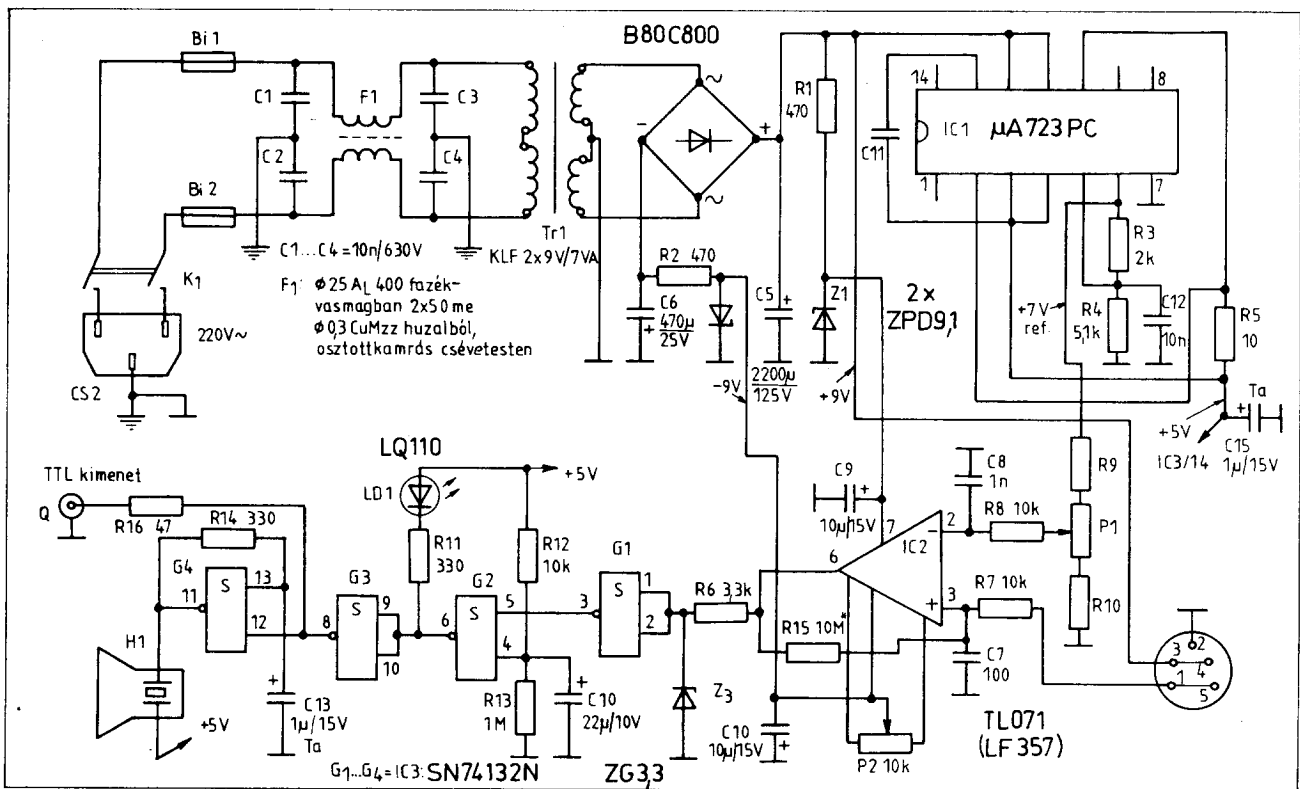 B80C800
Bi 1
C1
F1
C3
C2
C4
Bi 2
C1...C4=10n/630V
F1: ø25 AL 400 fazék-
vasmagban 2x50 me
ø0,3 CuMzz huzalból,
osztottkamrás csévetesten
K1
220V~
CS2
Tr1
KLF 2x9V/7VA
~
-
+
~
R2 470
C6
470µ
25V
+
C5
+
2200µ
125V
-9V
R1
470
Z1
2x
ZPD9,1
+9V
C11
14
8
IC1
µA723PC
1
7
R3
2k
+7V
ref.
R4
5,1k
C12
10n
R5
10
+5V
IC3/14
Ta
+
C15
1µ/15V
TTL kimenet
Q
R16 47
R14 330
G4
S
11
13
12
H1
+5V
+
C13
1µ/15V
Ta
8
G3
S
9
10
LQ110
LD1
R11
330
+5V
R12
10k
6
G2
S
5
4
R13
1M
+
C10
22µ/10V
3
G1
S
1
2
R6 3,3k
Z3
ZG3,3
G1...G4=IC3: SN74132N
R15 10M*
C9
+
10µ/15V
7
IC2
6
2
-
3
+
C8
1n
R8 10k
R7 10k
C7
100
R9
P1
R10
C10
10µ/15V
+
P2 10k
TL071
(LF357)
3
2
4
1
5